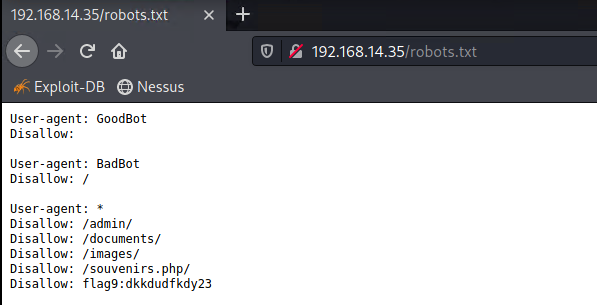 192.168.14.35/robots.txt
192.168.14.35/robots.txt
Exploit-DB Nessus
User-agent: GoodBot
Disallow:
User-agent: BadBot
Disallow: /
User-agent: *
Disallow: /admin/
Disallow: /documents/
Disallow: /images/
Disallow: /souvenirs.php/
Disallow: flag9:dkkdudfkdy23